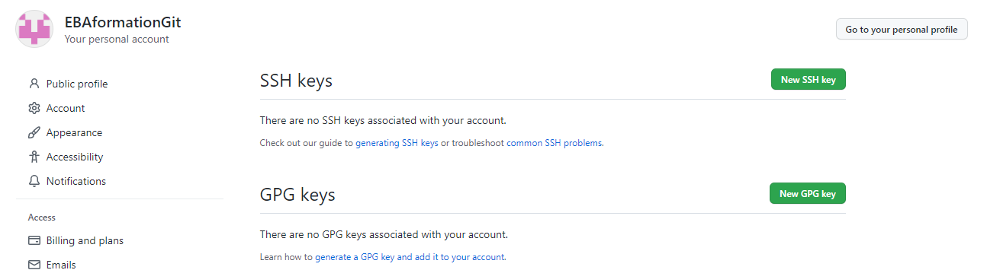 EBAformationGit
Your personal account
Go to your personal profile
Public profile
Account
Appearance
Accessibility
Notifications
Access
Billing and plans
Emails
SSH keys
New SSH key
There are no SSH keys associated with your account.
Check out our guide to generating SSH keys or troubleshoot common SSH problems.
GPG keys
New GPG key
There are no GPG keys associated with your account.
Learn how to generate a GPG key and add it to your account.